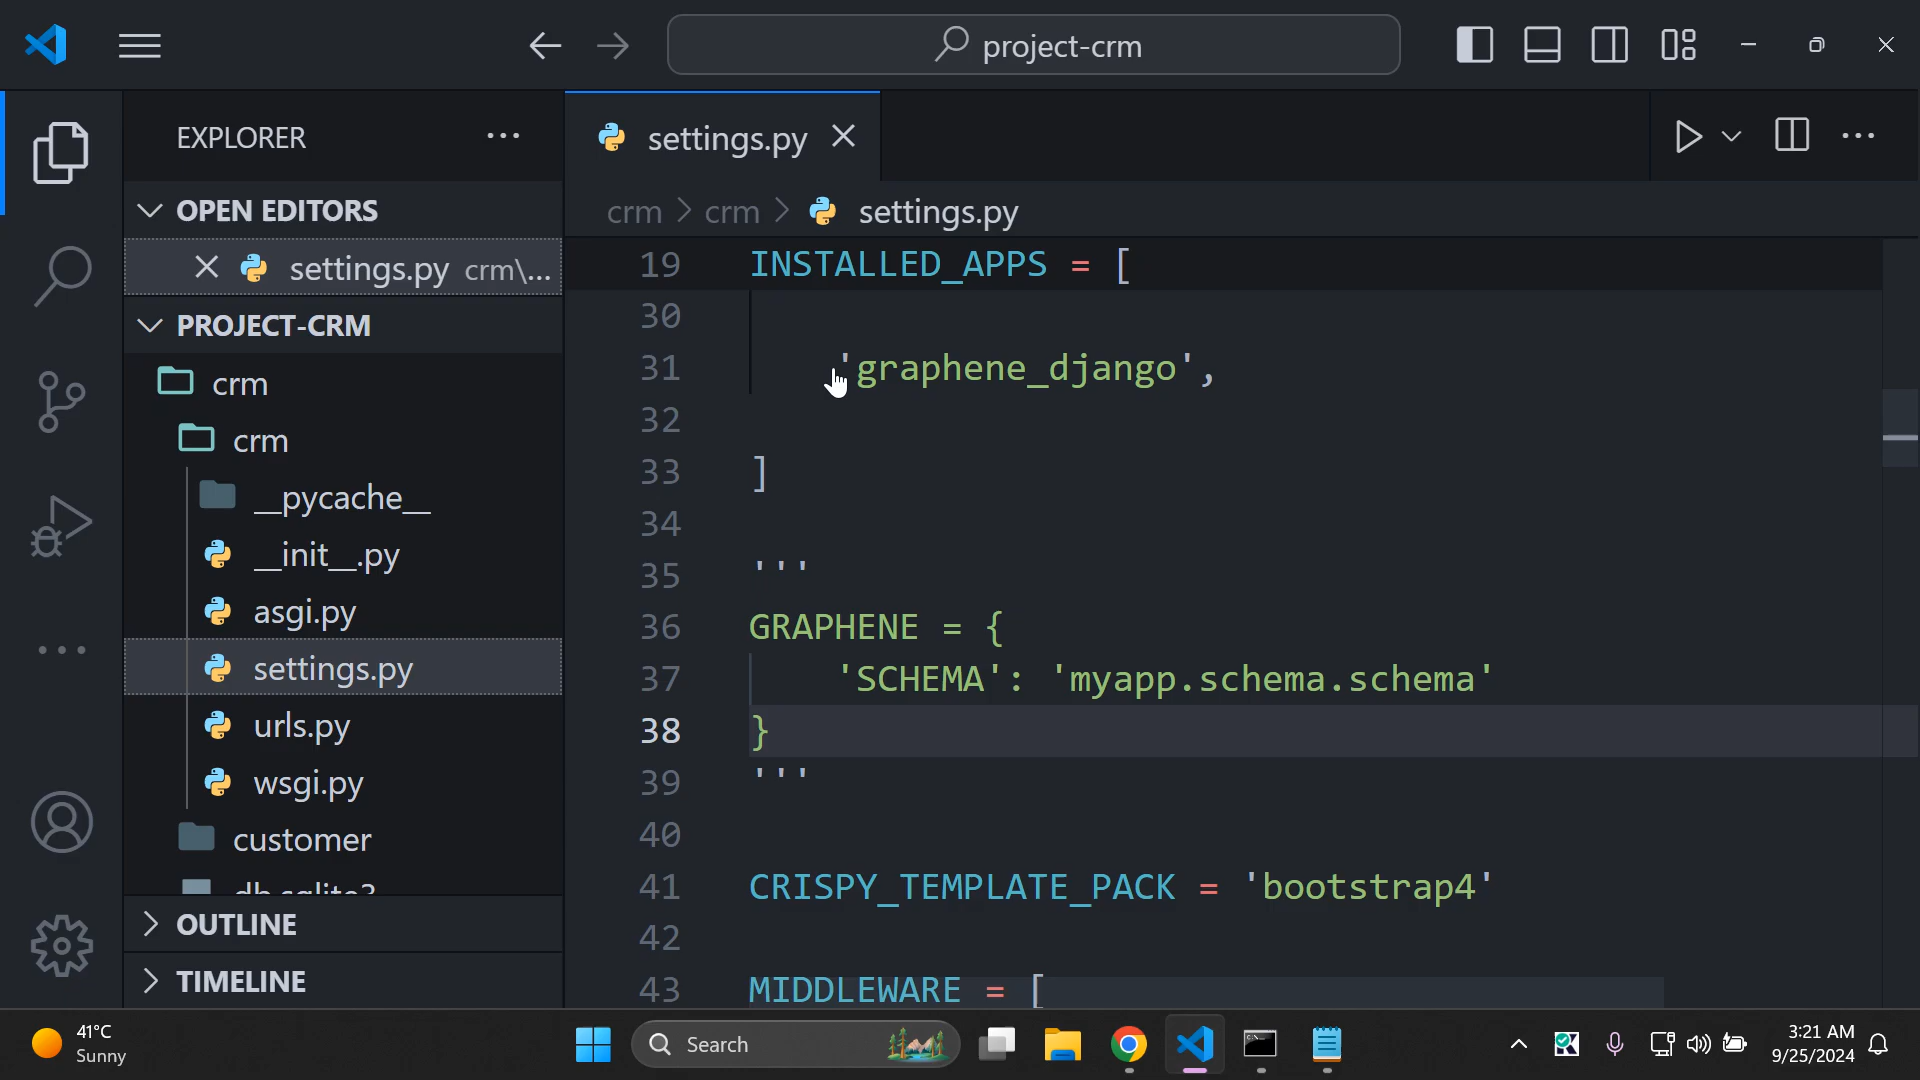 project-crm
EXPLORER
settings.py
OPEN EDITORS
crm > crm > settings.py
settings.py crm\...
19 INSTALLED_APPS = [
30
PROJECT-CRM
31 'graphene_django',
crm
32
crm
33 ]
__pycache__
34
__init__.py
35 '''
asgi.py
36 GRAPHENE = {
settings.py
37 'SCHEMA': 'myapp.schema.schema'
urls.py
38 }
wsgi.py
39 '''
customer
40
db.sqlite3
41 CRISPY_TEMPLATE_PACK = 'bootstrap4'
OUTLINE
42
TIMELINE
43 MIDDLEWARE = [
41°C
Sunny
Search
3:21 AM
9/25/2024